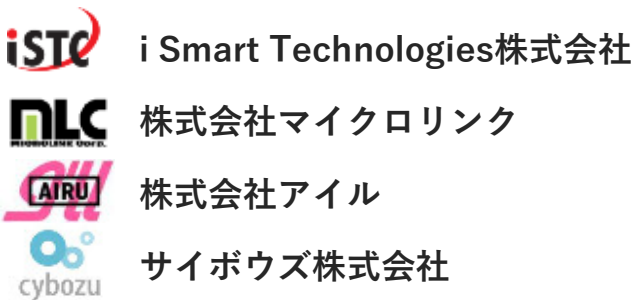 iSTC i Smart Technologies株式会社
MLC
MICROLINK Corp. 株式会社マイクロリンク
AIRU 株式会社アイル
cybozu サイボウズ株式会社